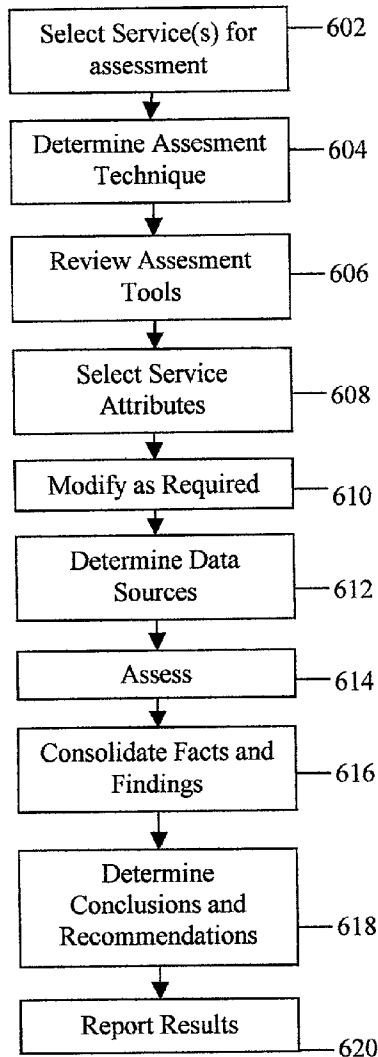 Select Service(s) for
assessment
602
Determine Assesment
Technique
604
Review Assesment
Tools
606
Select Service
Attributes
608
Modify as Required
610
Determine Data
Sources
612
Assess
614
Consolidate Facts and
Findings
616
Determine
Conclusions and
Recommendations
618
Report Results
620